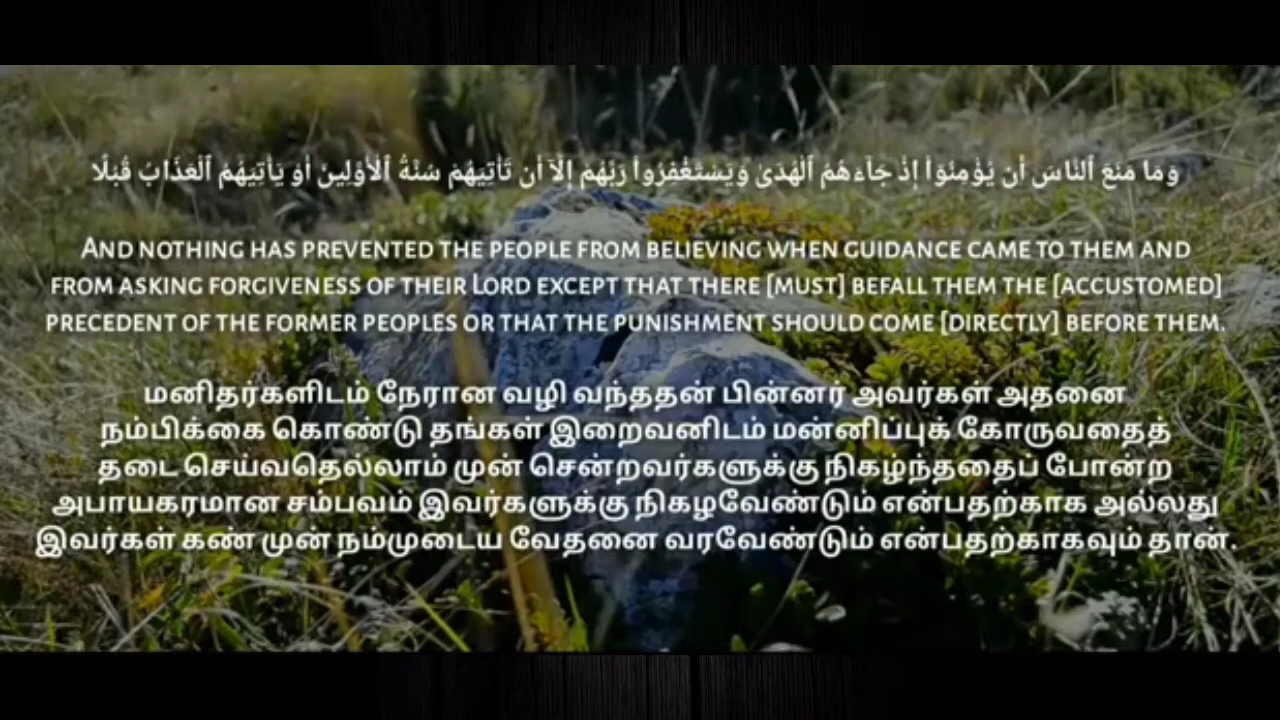 وَمَا مَنَعَ ٱلنَّاسَ أَن يُؤْمِنُوٓا۟ إِذْ جَآءَهُمُ ٱلْهُدَىٰ وَيَسْتَغْفِرُوا۟ رَبَّهُمْ إِلَّآ أَن تَأْتِيَهُمْ سُنَّةُ ٱلْأَوَّلِينَ أَوْ يَأْتِيَهُمُ ٱلْعَذَابُ قُبُلًا
And nothing has prevented the people from believing when guidance came to them and
from asking forgiveness of their Lord except that there [must] befall them the [accustomed]
precedent of the former peoples or that the punishment should come [directly] before them.
மனிதர்களிடம் நேரான வழி வந்ததன் பின்னர் அவர்கள் அதனை
நம்பிக்கை கொண்டு தங்கள் இறைவனிடம் மன்னிப்புக் கோருவதைத்
தடை செய்வதெல்லாம் முன் சென்றவர்களுக்கு நிகழ்ந்ததைப் போன்ற
அபாயகரமான சம்பவம் இவர்களுக்கு நிகழவேண்டும் என்பதற்காக அல்லது
இவர்கள் கண் முன் நம்முடைய வேதனை வரவேண்டும் என்பதற்காகவும் தான்.